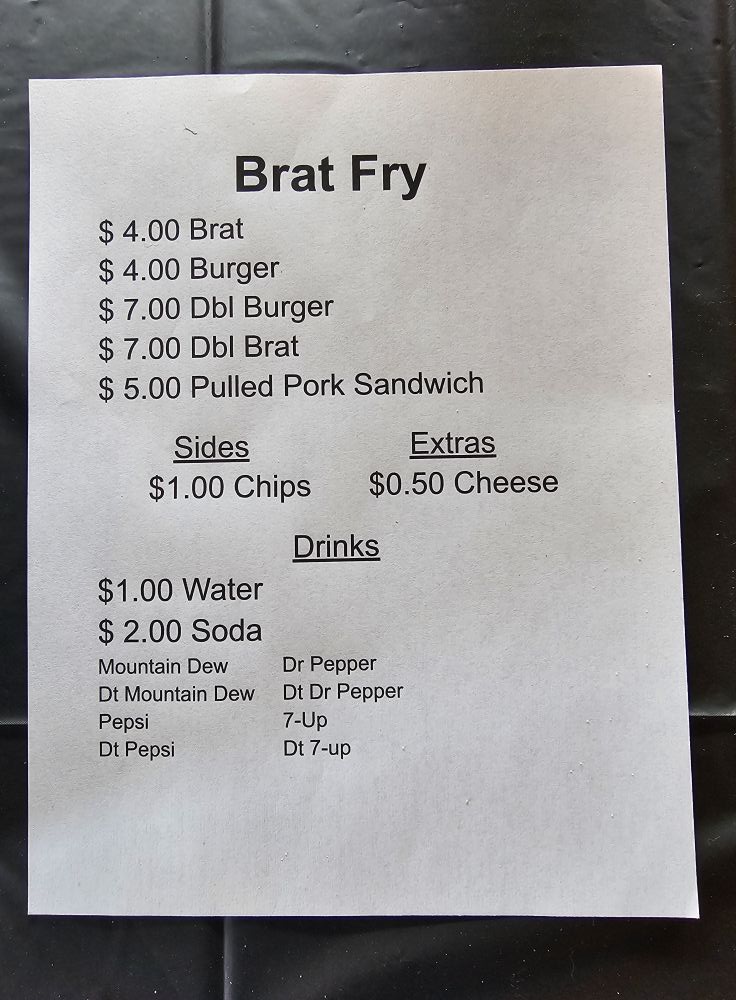 Brat Fry
$ 4.00 Brat
$ 4.00 Burger
$ 7.00 Dbl Burger
$ 7.00 Dbl Brat
$ 5.00 Pulled Pork Sandwich
Sides Extras
$1.00 Chips $0.50 Cheese
Drinks
$1.00 Water
$ 2.00 Soda
Mountain Dew Dr Pepper
Dt Mountain Dew Dt Dr Pepper
Pepsi 7-Up
Dt Pepsi Dt 7-up